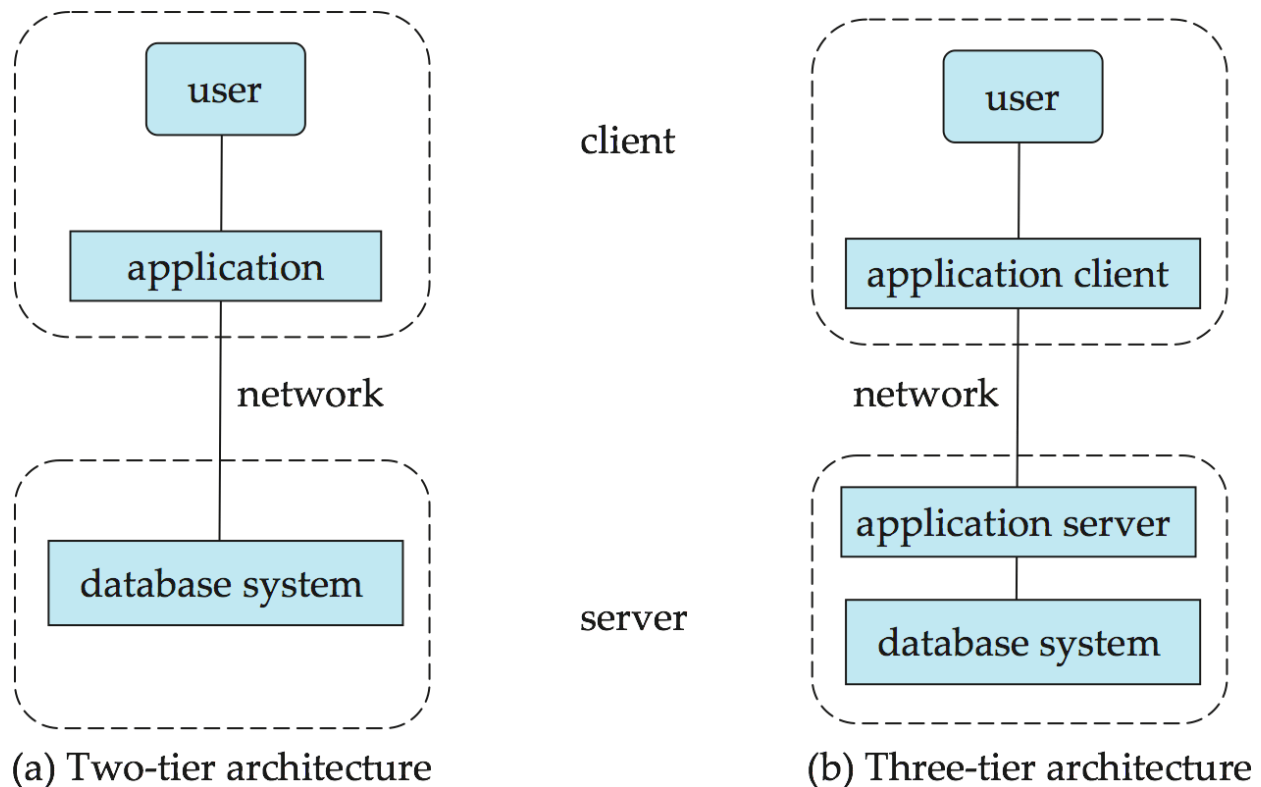 user
application
network
database system
(a) Two-tier architecture
client
server
user
application client
network
application server
database system
(b) Three-tier architecture